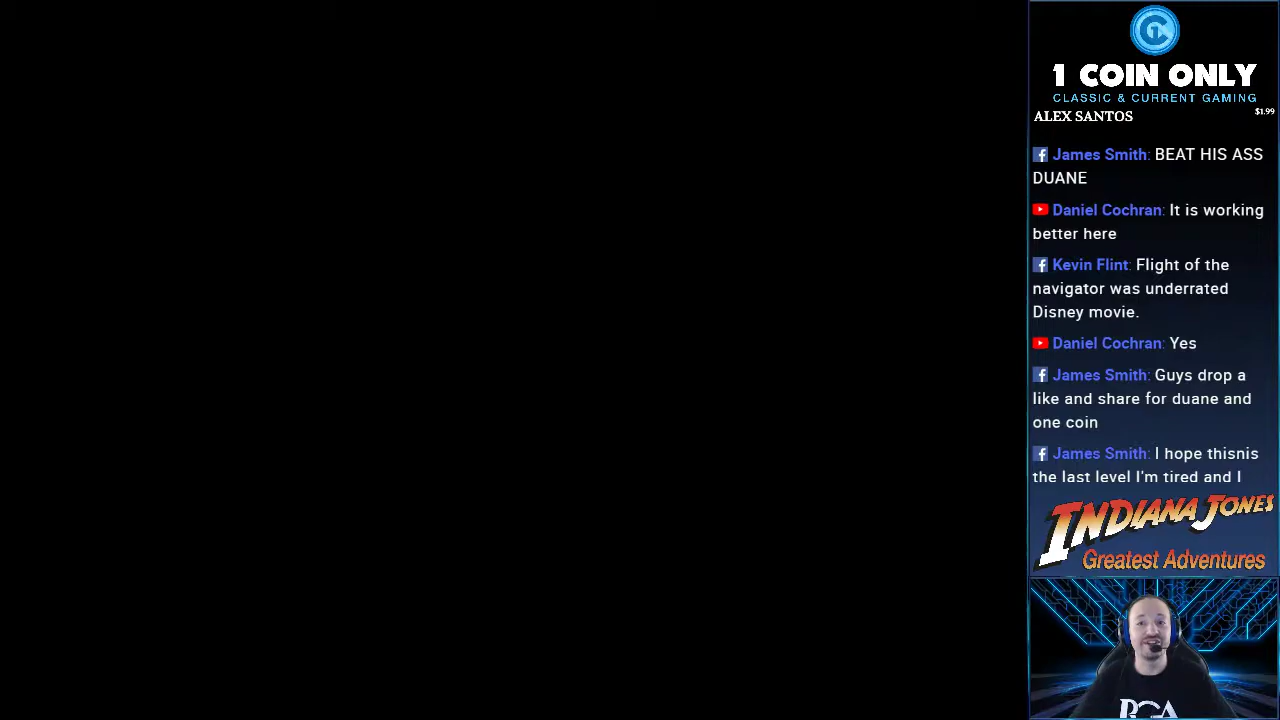 1 COIN ONLY
CLASSIC & CURRENT GAMING
ALEX SANTOS $1.99
James Smith: BEAT HIS ASS
DUANE
Daniel Cochran: It is working
better here
Kevin Flint: Flight of the
navigator was underrated
Disney movie.
Daniel Cochran: Yes
James Smith: Guys drop a
like and share for duane and
one coin
James Smith: I hope thisnis
the last level I'm tired and I
INDIANA JONES
Greatest Adventures